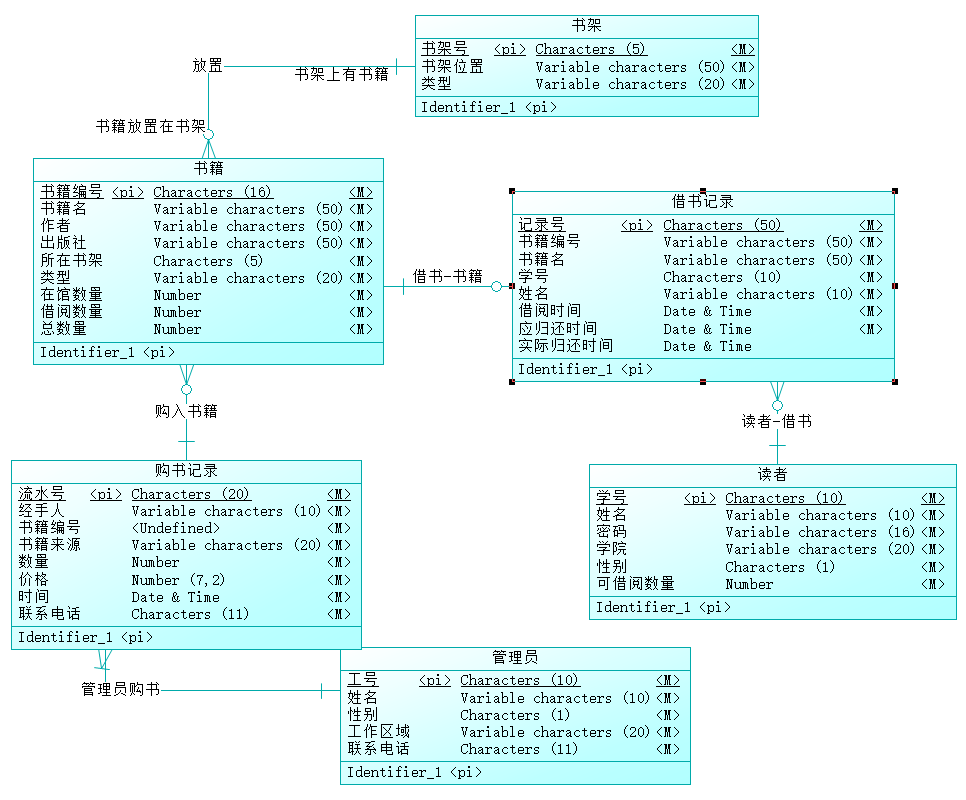 书架
书架号 <pi> Characters (5) <M>
书架位置 Variable characters (50) <M>
类型 Variable characters (20) <M>
Identifier_1 <pi>
放置
书架上有书籍
书籍放置在书架
书籍
书籍编号 <pi> Characters (16) <M>
书籍名 Variable characters (50) <M>
作者 Variable characters (50) <M>
出版社 Variable characters (50) <M>
所在书架 Characters (5) <M>
类型 Variable characters (20) <M>
在馆数量 Number <M>
借阅数量 Number <M>
总数量 Number <M>
Identifier_1 <pi>
借书-书籍
借书记录
记录号 <pi> Characters (50) <M>
书籍编号 Variable characters (50) <M>
书籍名 Variable characters (50) <M>
学号 Characters (10) <M>
姓名 Variable characters (10) <M>
借阅时间 Date & Time <M>
应归还时间 Date & Time <M>
实际归还时间 Date & Time
Identifier_1 <pi>
购入书籍
读者-借书
购书记录
流水号 <pi> Characters (20) <M>
经手人 Variable characters (10) <M>
书籍编号 <Undefined> <M>
书籍来源 Variable characters (20) <M>
数量 Number <M>
价格 Number (7,2) <M>
时间 Date & Time <M>
联系电话 Characters (11) <M>
Identifier_1 <pi>
读者
学号 <pi> Characters (10) <M>
姓名 Variable characters (10) <M>
密码 Variable characters (16) <M>
学院 Variable characters (20) <M>
性别 Characters (1) <M>
可借阅数量 Number <M>
Identifier_1 <pi>
管理员购书
管理员
工号 <pi> Characters (10) <M>
姓名 Variable characters (10) <M>
性别 Characters (1) <M>
工作区域 Variable characters (20) <M>
联系电话 Characters (11) <M>
Identifier_1 <pi>